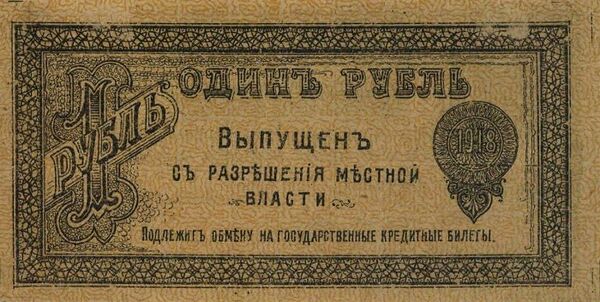 ОДИНЪ РУБЛЬ
1
РУБЛЬ
ВЫПУЩЕНЪ
СЪ РАЗРѢШЕНІЯ МѢСТНОЙ
ВЛАСТИ
1918
ПОДЛЕЖИТЪ ОБМѢНУ НА ГОСУДАРСТВЕННЫЕ КРЕДИТНЫЕ БИЛЕТЫ.